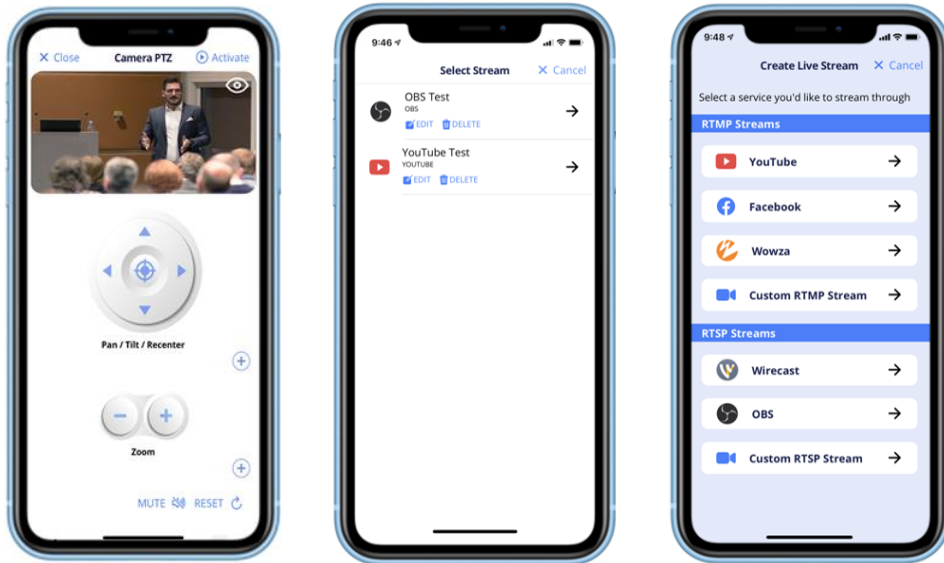 Close
Camera PTZ
Activate
Pan / Tilt / Recenter
Zoom
MUTE
RESET
9:46
Select Stream
Cancel
OBS Test
OBS
EDIT
DELETE
YouTube Test
YOUTUBE
EDIT
DELETE
9:48
Create Live Stream
Cancel
Select a service you'd like to stream through
RTMP Streams
YouTube
Facebook
Wowza
Custom RTMP Stream
RTSP Streams
Wirecast
OBS
Custom RTSP Stream